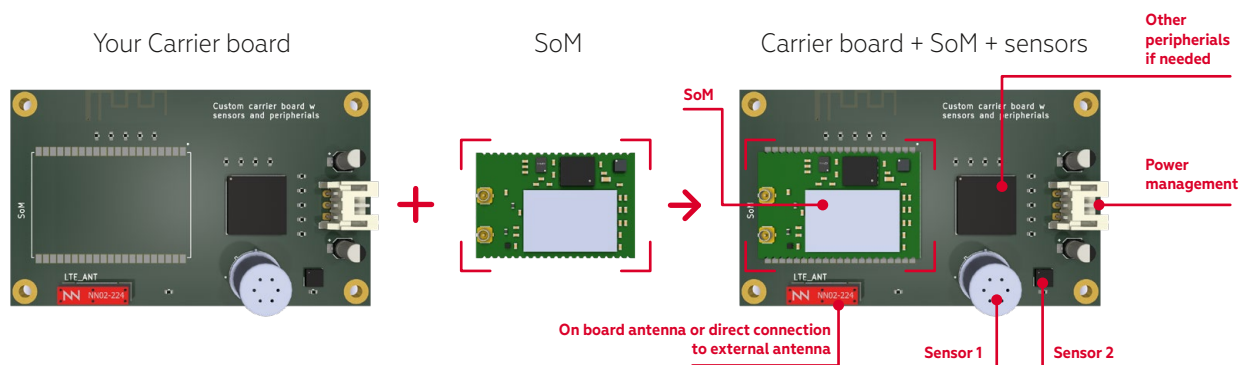 Your Carrier board
SoM
Carrier board + SoM + sensors
Other
peripherials
if needed
SoM
Custom carrier board w
sensors and peripherials
Custom carrier board w
sensors and peripherials
Power
management
SoM
SoM
LTE_ANT
NN02-224
LTE_ANT
NN02-224
On board antenna or direct connection
to external antenna
Sensor 1
Sensor 2